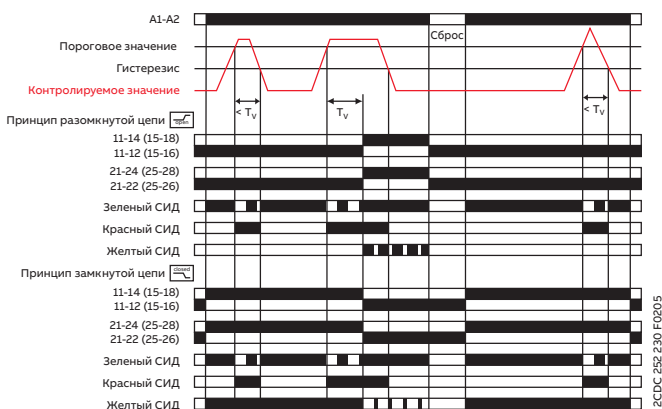 A1-A2
Сброс
Пороговое значение
Гистерезис
Контролируемое значение
< Tv
Tv
< Tv
Принцип разомкнутой цепи open
11-14 (15-18)
11-12 (15-16)
21-24 (25-28)
21-22 (25-26)
Зеленый СИД
Красный СИД
Желтый СИД
Принцип замкнутой цепи closed
11-14 (15-18)
11-12 (15-16)
21-24 (25-28)
21-22 (25-26)
Зеленый СИД
Красный СИД
Желтый СИД
2CDC 252 230 F0205